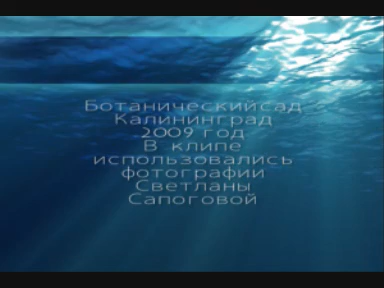 Ботаническийсад
Калининград
2009 год
В клипе
использовались
фотографии
Светланы
Сапоговой